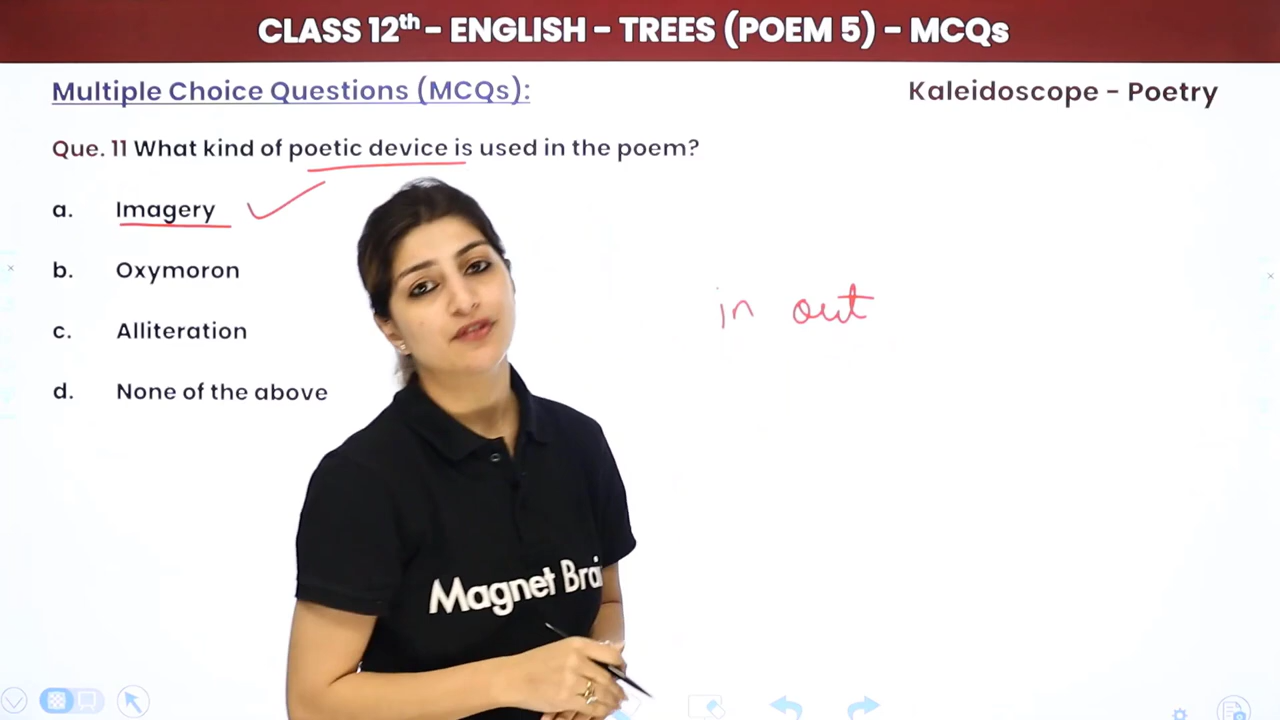 CLASS 12th - ENGLISH - TREES (POEM 5) - MCQs
Multiple Choice Questions (MCQs):
Kaleidoscope - Poetry
Que. 11 What kind of poetic device is used in the poem?
a. Imagery
b. Oxymoron
c. Alliteration
d. None of the above
in out
Magnet Brai